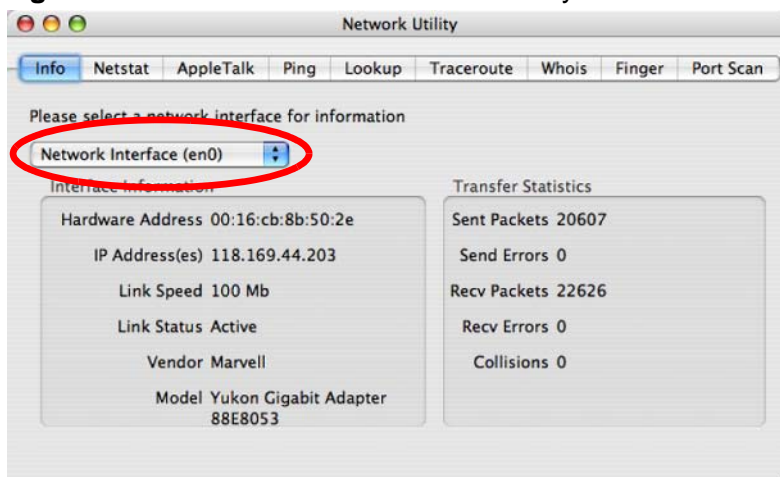 Network Utility
Info Netstat AppleTalk Ping Lookup Traceroute Whois Finger Port Scan
Please select a network interface for information
Network Interface (en0)
Interface Information
Hardware Address 00:16:cb:8b:50:2e
IP Address(es) 118.169.44.203
Link Speed 100 Mb
Link Status Active
Vendor Marvell
Model Yukon Gigabit Adapter
88E8053
Transfer Statistics
Sent Packets 20607
Send Errors 0
Recv Packets 22626
Recv Errors 0
Collisions 0